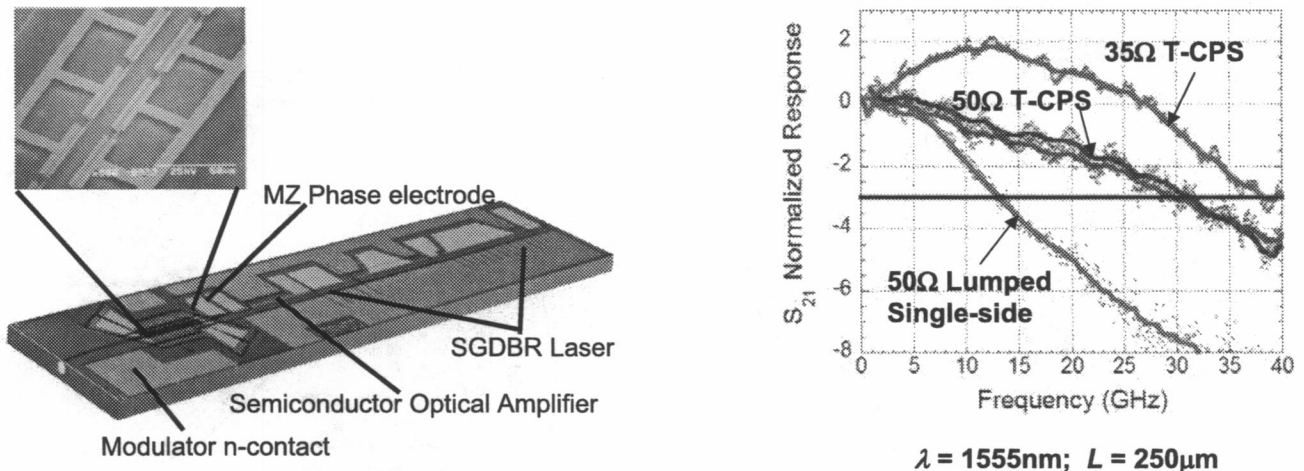 MZ Phase electrode
SGDBR Laser
Semiconductor Optical Amplifier
Modulator n-contact
S21 Normalized Response
2
0
-2
-4
-6
-8
35Ω T-CPS
50Ω T-CPS
50Ω Lumped
Single-side
0 5 10 15 20 25 30 35 40
Frequency (GHz)
λ = 1555nm; L = 250μm